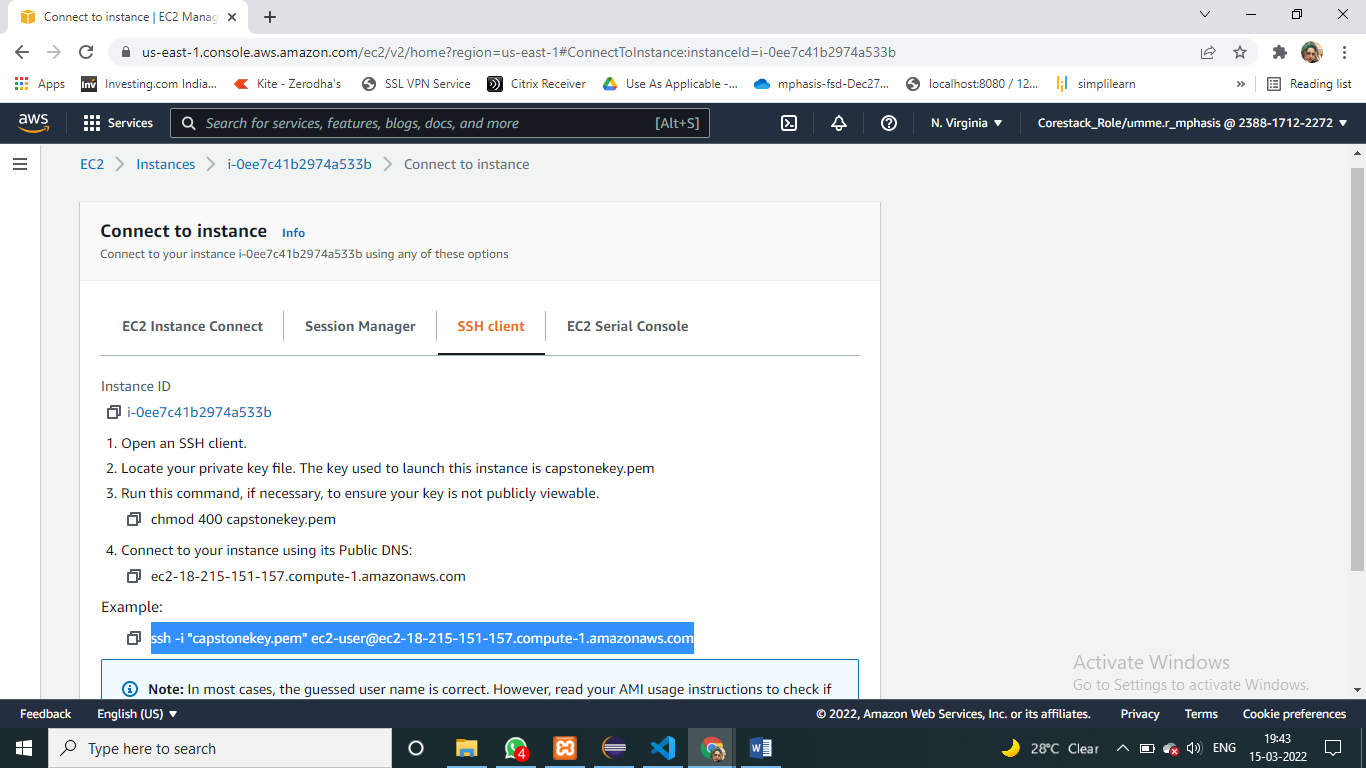 Connect to instance | EC2 Manag
us-east-1.console.aws.amazon.com/ec2/v2/home?region=us-east-1#ConnectToInstance:instanceId=i-0ee7c41b2974a533b
Apps inv Investing.com India... Kite - Zerodha's SSL VPN Service Citrix Receiver Use As Applicable -... mphasis-fsd-Dec27... localhost:8080 / 12... simplilearn » Reading list
aws Services Search for services, features, blogs, docs, and more [Alt+S] N. Virginia Corestack_Role/umme.r_mphasis @ 2388-1712-2272
EC2 Instances i-0ee7c41b2974a533b Connect to instance
Connect to instance Info
Connect to your instance i-0ee7c41b2974a533b using any of these options
EC2 Instance Connect Session Manager SSH client EC2 Serial Console
Instance ID
i-0ee7c41b2974a533b
1. Open an SSH client.
2. Locate your private key file. The key used to launch this instance is capstonekey.pem
3. Run this command, if necessary, to ensure your key is not publicly viewable.
chmod 400 capstonekey.pem
4. Connect to your instance using its Public DNS:
ec2-18-215-151-157.compute-1.amazonaws.com
Example:
ssh -i "capstonekey.pem" ec2-user@ec2-18-215-151-157.compute-1.amazonaws.com
Note: In most cases, the guessed user name is correct. However, read your AMI usage instructions to check if
Activate Windows
Go to Settings to activate Windows.
Feedback English (US) © 2022, Amazon Web Services, Inc. or its affiliates. Privacy Terms Cookie preferences
Type here to search 4 28°C Clear ENG 19:43
15-03-2022